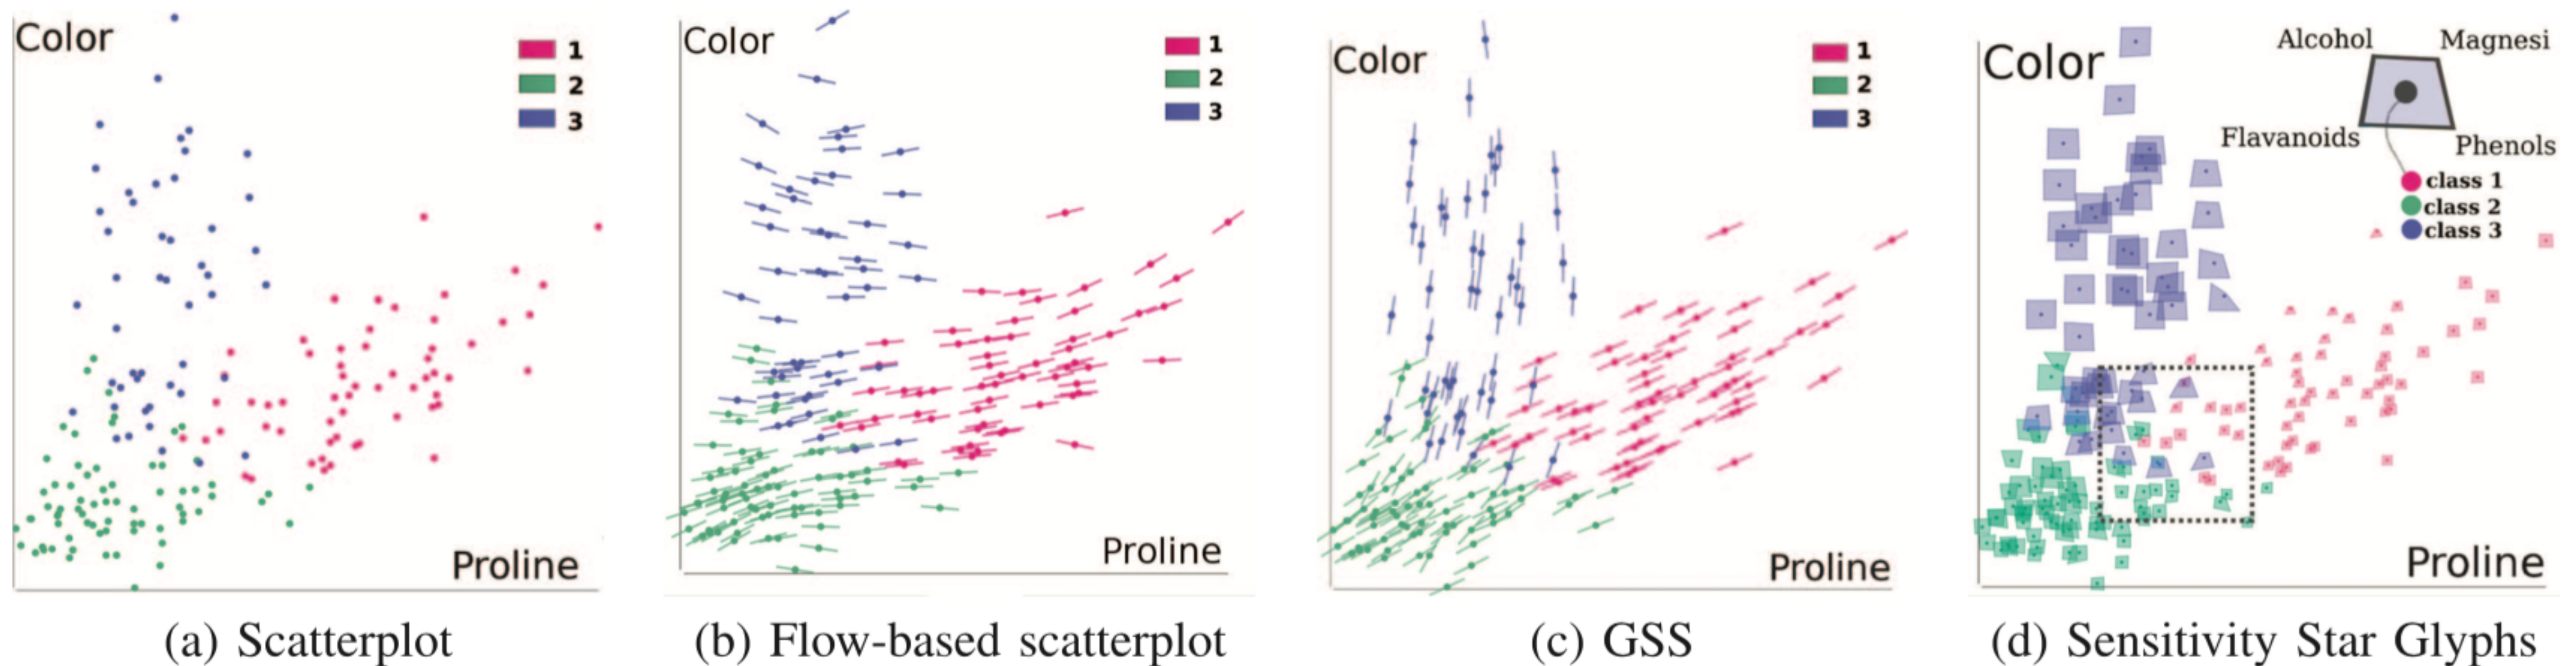 Color
1
2
3
Proline
(a) Scatterplot
Color
1
2
3
Proline
(b) Flow-based scatterplot
Color
1
2
3
Proline
(c) GSS
Color
Alcohol
Magnesi
Flavanoids
Phenols
class 1
class 2
class 3
Proline
(d) Sensitivity Star Glyphs